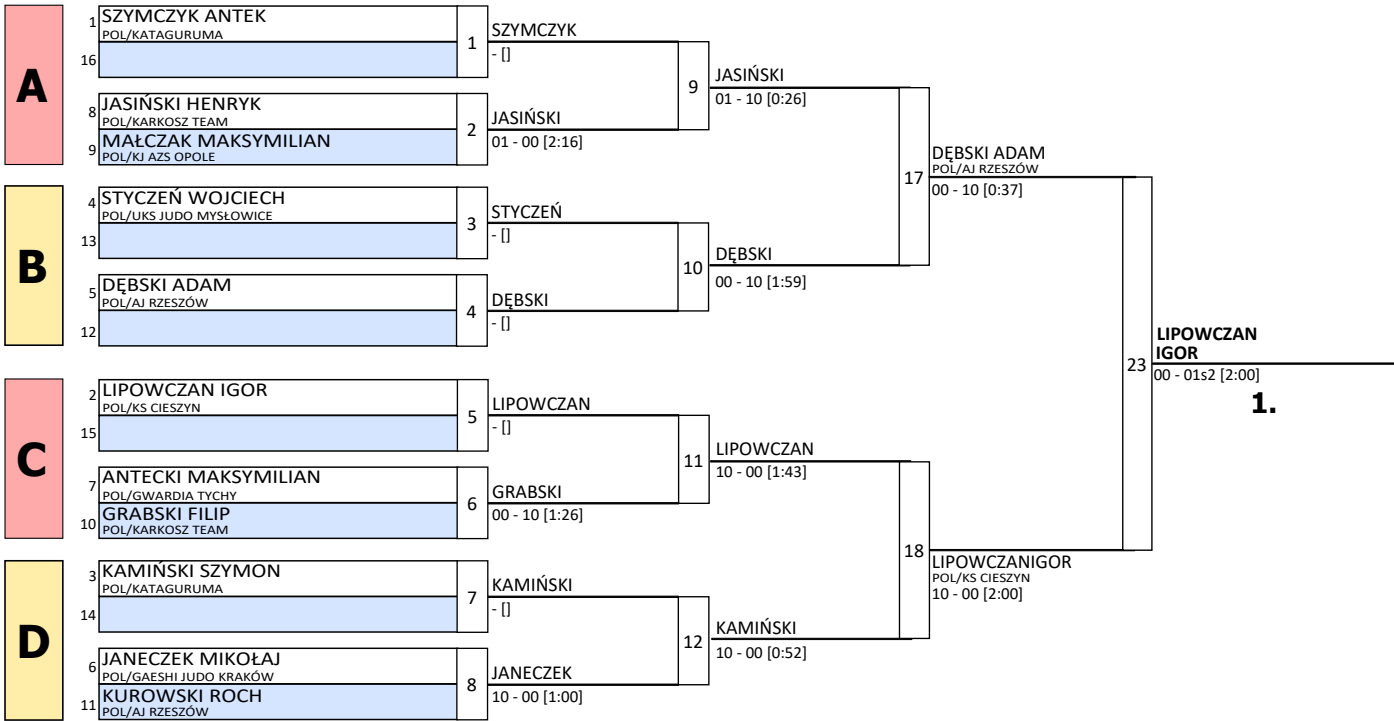 A
1
SZYMCZYK ANTEK
POL/KATAGURUMA
16
1
SZYMCZYK
- []
8
JASIŃSKI HENRYK
POL/KARKOSZ TEAM
9
MAŁCZAK MAKSYMILIAN
POL/KJ AZS OPOLE
2
JASIŃSKI
01 - 00 [2:16]
9
JASIŃSKI
01 - 10 [0:26]
B
4
STYCZEŃ WOJCIECH
POL/UKS JUDO MYSŁOWICE
13
3
STYCZEŃ
- []
5
DĘBSKI ADAM
POL/AJ RZESZÓW
12
4
DĘBSKI
- []
10
DĘBSKI
00 - 10 [1:59]
17
DĘBSKI ADAM
POL/AJ RZESZÓW
00 - 10 [0:37]
C
2
LIPOWCZAN IGOR
POL/KS CIESZYN
15
5
LIPOWCZAN
- []
7
ANTECKI MAKSYMILIAN
POL/GWARDIA TYCHY
10
GRABSKI FILIP
POL/KARKOSZ TEAM
6
GRABSKI
00 - 10 [1:26]
11
LIPOWCZAN
10 - 00 [1:43]
D
3
KAMIŃSKI SZYMON
POL/KATAGURUMA
14
7
KAMIŃSKI
- []
6
JANECZEK MIKOŁAJ
POL/GAESHI JUDO KRAKÓW
11
KUROWSKI ROCH
POL/AJ RZESZÓW
8
JANECZEK
10 - 00 [1:00]
12
KAMIŃSKI
10 - 00 [0:52]
18
LIPOWCZANIGOR
POL/KS CIESZYN
10 - 00 [2:00]
23
LIPOWCZAN
IGOR
00 - 01s2 [2:00]
1.